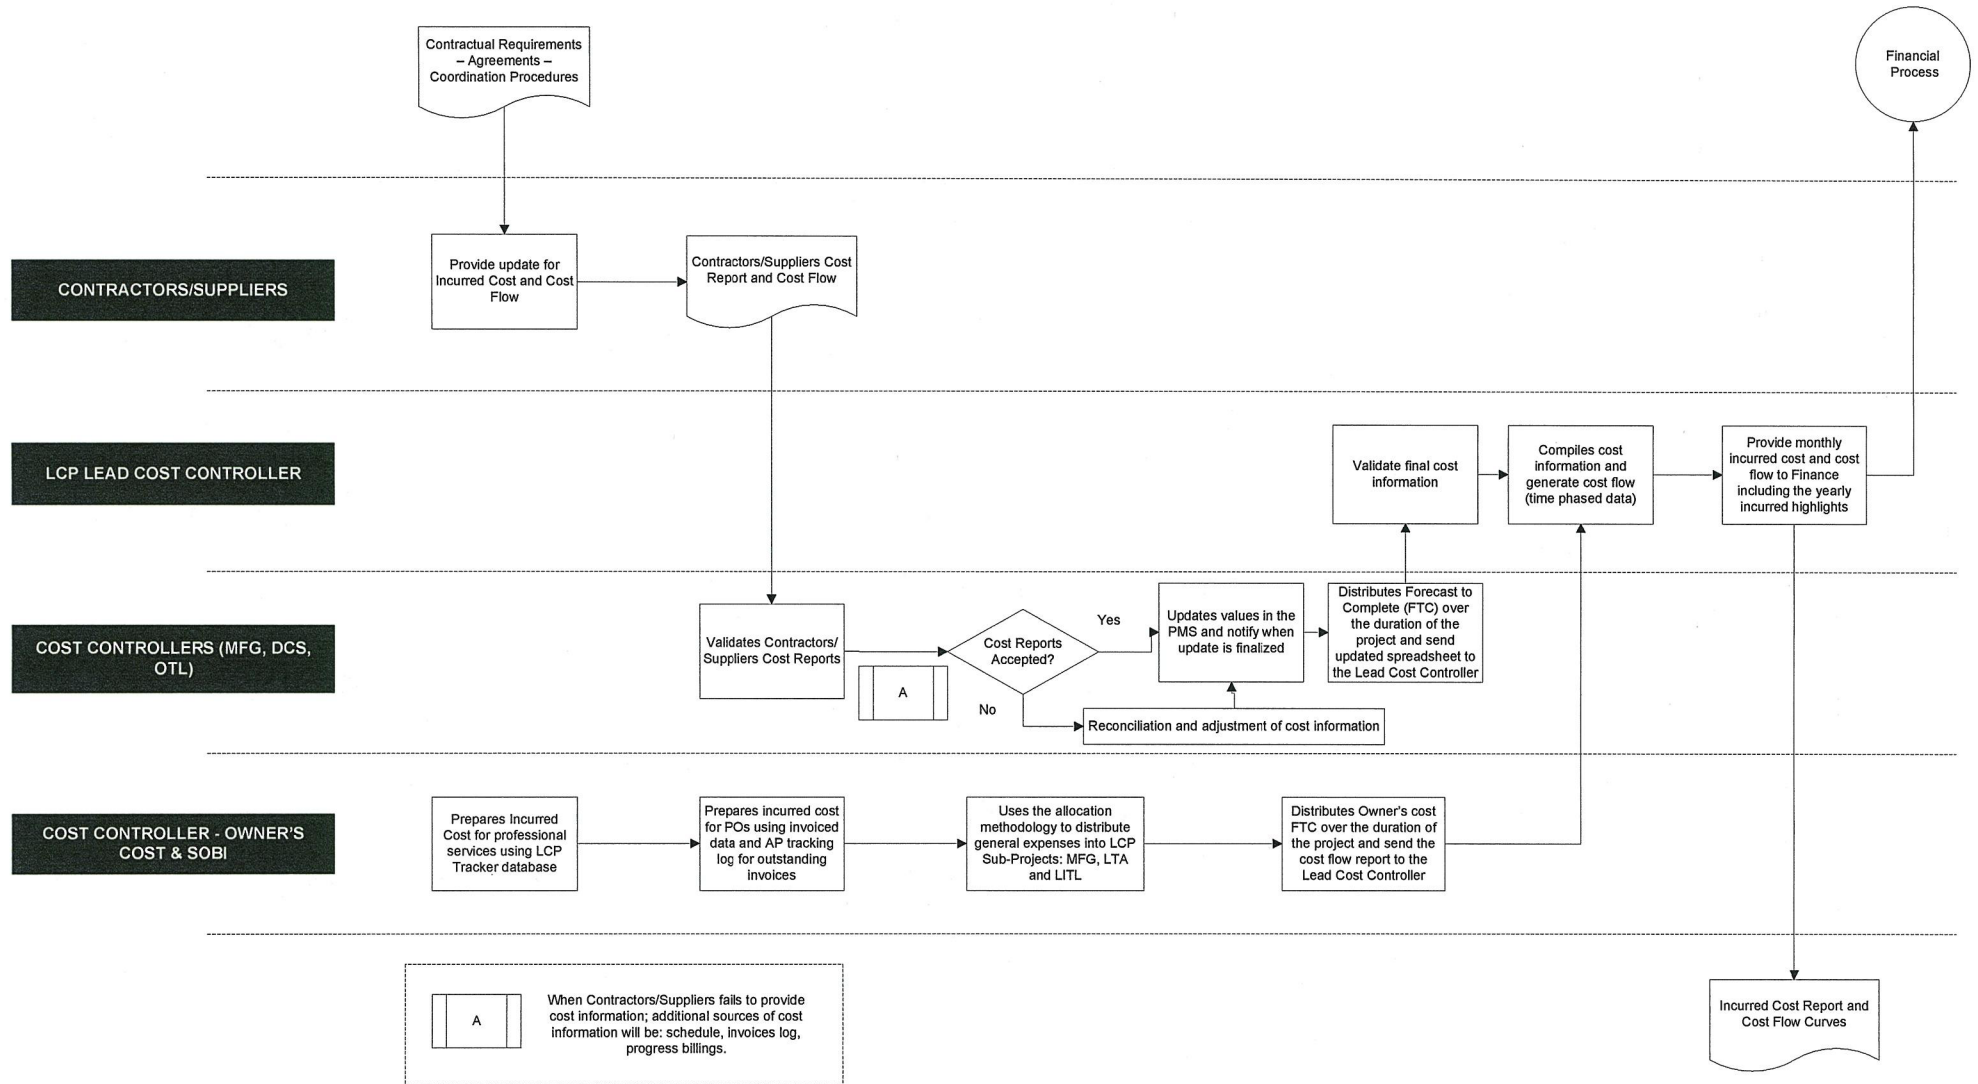 Contractual Requirements
– Agreements –
Coordination Procedures
Financial
Process
CONTRACTORS/SUPPLIERS
Provide update for
Incurred Cost and Cost
Flow
Contractors/Suppliers Cost
Report and Cost Flow
LCP LEAD COST CONTROLLER
Validate final cost
information
Compiles cost
information and
generate cost flow
(time phased data)
Provide monthly
incurred cost and cost
flow to Finance
including the yearly
incurred highlights
COST CONTROLLERS (MFG, DCS,
OTL)
Validates Contractors/
Suppliers Cost Reports
A
Cost Reports
Accepted?
Yes
No
Updates values in the
PMS and notify when
update is finalized
Reconciliation and adjustment of cost information
Distributes Forecast to
Complete (FTC) over
the duration of the
project and send
updated spreadsheet to
the Lead Cost Controller
COST CONTROLLER - OWNER'S
COST & SOBI
Prepares Incurred
Cost for professional
services using LCP
Tracker database
Prepares incurred cost
for POs using invoiced
data and AP tracking
log for outstanding
invoices
Uses the allocation
methodology to distribute
general expenses into LCP
Sub-Projects: MFG, LTA
and LITL
Distributes Owner's cost
FTC over the duration of
the project and send the
cost flow report to the
Lead Cost Controller
A
When Contractors/Suppliers fails to provide
cost information; additional sources of cost
information will be: schedule, invoices log,
progress billings.
Incurred Cost Report and
Cost Flow Curves